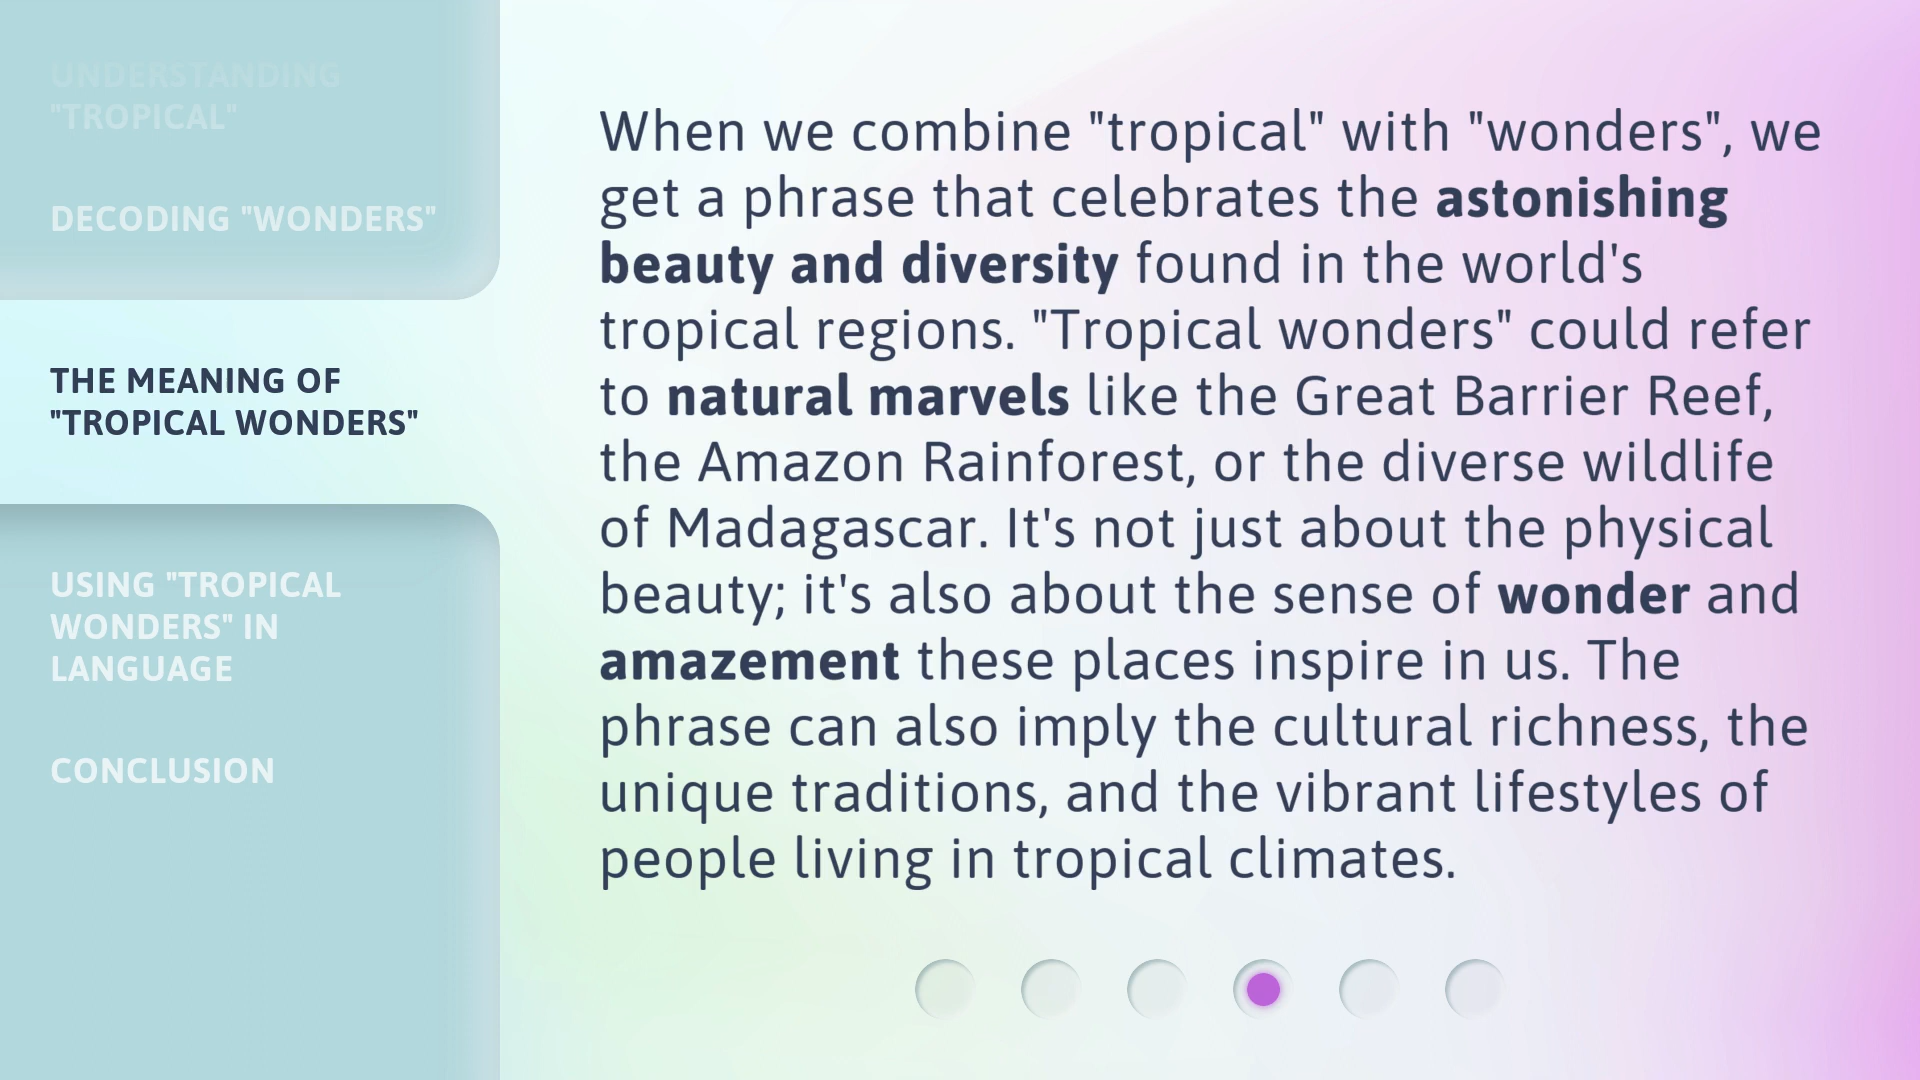 UNDERSTANDING
"TROPICAL"
DECODING "WONDERS"
THE MEANING OF
"TROPICAL WONDERS"
USING "TROPICAL
WONDERS" IN
LANGUAGE
CONCLUSION
When we combine "tropical" with "wonders", we
get a phrase that celebrates the astonishing
beauty and diversity found in the world's
tropical regions. "Tropical wonders" could refer
to natural marvels like the Great Barrier Reef,
the Amazon Rainforest, or the diverse wildlife
of Madagascar. It's not just about the physical
beauty; it's also about the sense of wonder and
amazement these places inspire in us. The
phrase can also imply the cultural richness, the
unique traditions, and the vibrant lifestyles of
people living in tropical climates.